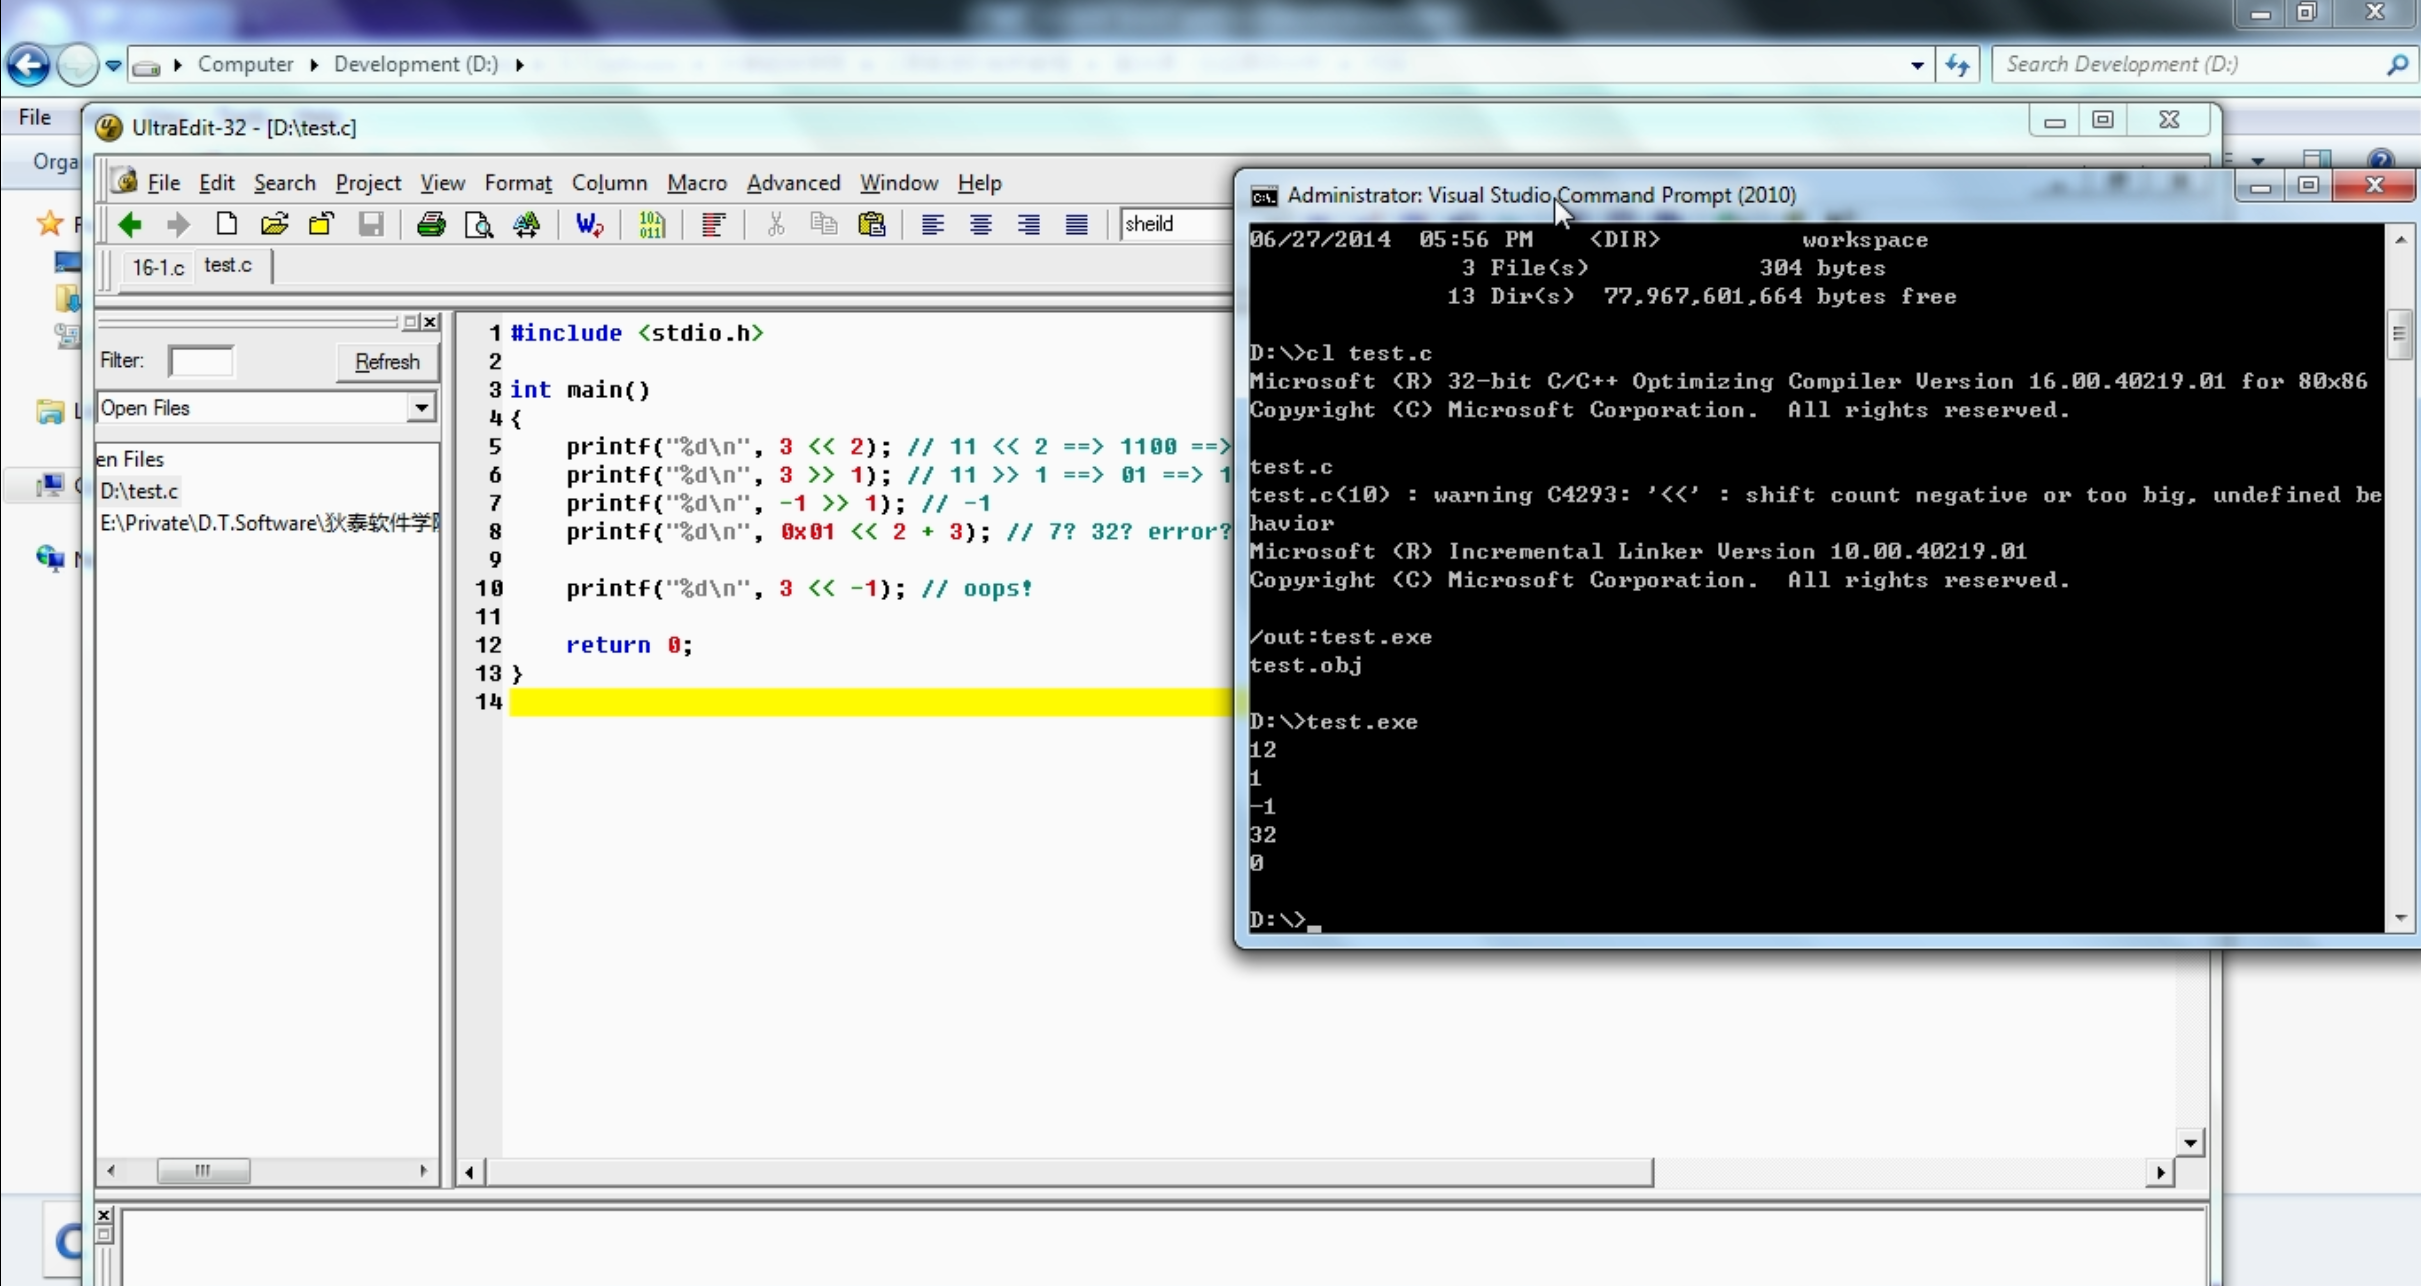 Computer ▸ Development (D:) ▸
Search Development (D:)
File
Orga
UltraEdit-32 - [D:\test.c]
File Edit Search Project View Format Column Macro Advanced Window Help
sheild
16-1.c test.c
Filter:
Refresh
Open Files
en Files
D:\test.c
E:\Private\D.T.Software\狄泰软件学
1 #include <stdio.h>
2
3 int main()
4 {
5     printf("%d\n", 3 << 2); // 11 << 2 ==> 1100 ==>
6     printf("%d\n", 3 >> 1); // 11 >> 1 ==> 01 ==> 1
7     printf("%d\n", -1 >> 1); // -1
8     printf("%d\n", 0x01 << 2 + 3); // 7? 32? error?
9
10     printf("%d\n", 3 << -1); // oops!
11
12     return 0;
13 }
14
Administrator: Visual Studio Command Prompt (2010)
06/27/2014  05:56 PM    <DIR>          workspace
3 File(s)            304 bytes
13 Dir(s)  77,967,601,664 bytes free
D:\>cl test.c
Microsoft (R) 32-bit C/C++ Optimizing Compiler Version 16.00.40219.01 for 80x86
Copyright (C) Microsoft Corporation.  All rights reserved.
test.c
test.c(10) : warning C4293: '<<' : shift count negative or too big, undefined be
havior
Microsoft (R) Incremental Linker Version 10.00.40219.01
Copyright (C) Microsoft Corporation.  All rights reserved.
/out:test.exe
test.obj
D:\>test.exe
12
1
-1
32
0
D:\>